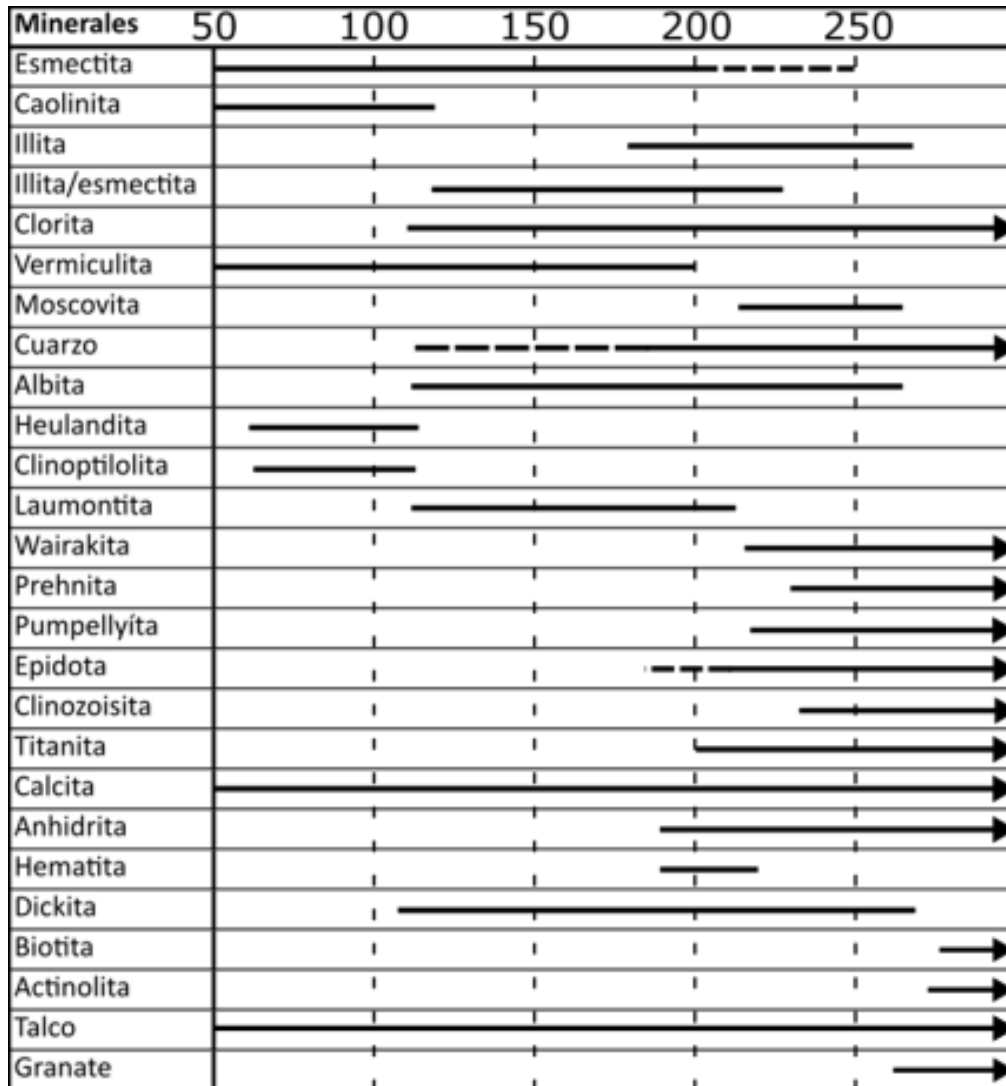 Minerales 50 100 150 200 250
Esmectita
Caolinita
Illita
Illita/esmectita
Clorita
Vermiculita
Moscovita
Cuarzo
Albita
Heulandita
Clinoptilolita
Laumontita
Wairakita
Prehnita
Pumpellyíta
Epidota
Clinozoisita
Titanita
Calcita
Anhidrita
Hematita
Dickita
Biotita
Actinolita
Talco
Granate